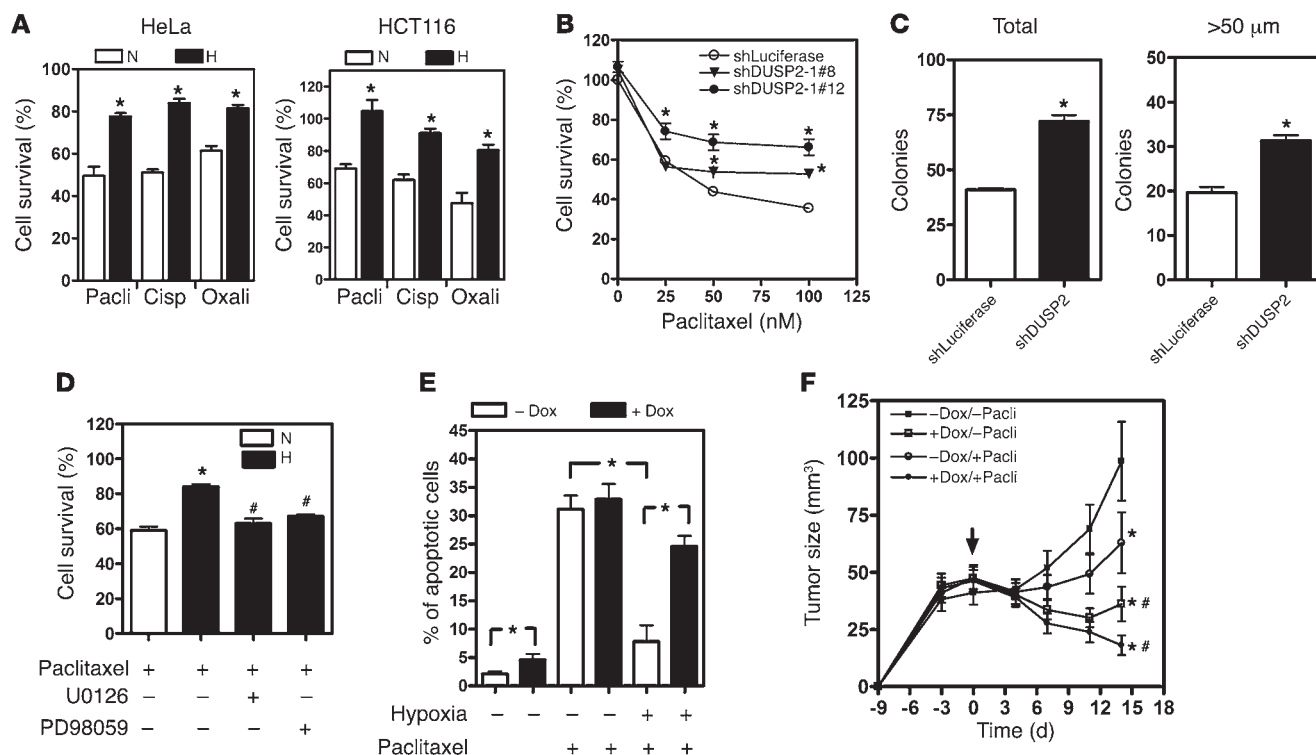 A
HeLa
HCT116
N
H
N
H
Cell survival (%)
100
80
60
40
20
0
*
*
*
Pacli
Cisp
Oxali
Cell survival (%)
120
100
80
60
40
20
0
*
*
*
Pacli
Cisp
Oxali
B
Cell survival (%)
120
100
80
60
40
20
0
shLuciferase
shDUSP2-1#8
shDUSP2-1#12
*
*
*
*
*
0 25 50 75 100 125
Paclitaxel (nM)
C
Total
>50 μm
Colonies
100
75
50
25
0
*
shLuciferase
shDUSP2
Colonies
50
40
30
20
10
0
*
shLuciferase
shDUSP2
D
Cell survival (%)
120
100
80
60
40
20
0
N
H
*
#
#
Paclitaxel + + + +
U0126 – – + –
PD98059 – – – +
E
– Dox
+ Dox
% of apoptotic cells
45
40
35
30
25
20
15
10
5
0
*
*
*
Hypoxia – – – – + +
Paclitaxel – – + + + +
F
Tumor size (mm³)
125
100
75
50
25
0
–Dox/–Pacli
+Dox/–Pacli
–Dox/+Pacli
+Dox/+Pacli
*
* #
* #
-9 -6 -3 0 3 6 9 12 15 18
Time (d)